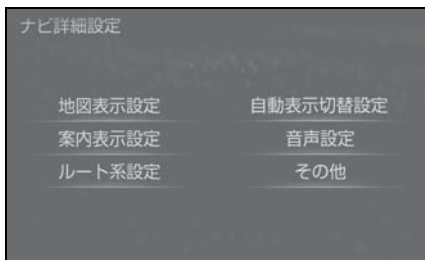 ナビ詳細設定
地図表示設定
自動表示切替設定
案内表示設定
音声設定
ルート系設定
その他